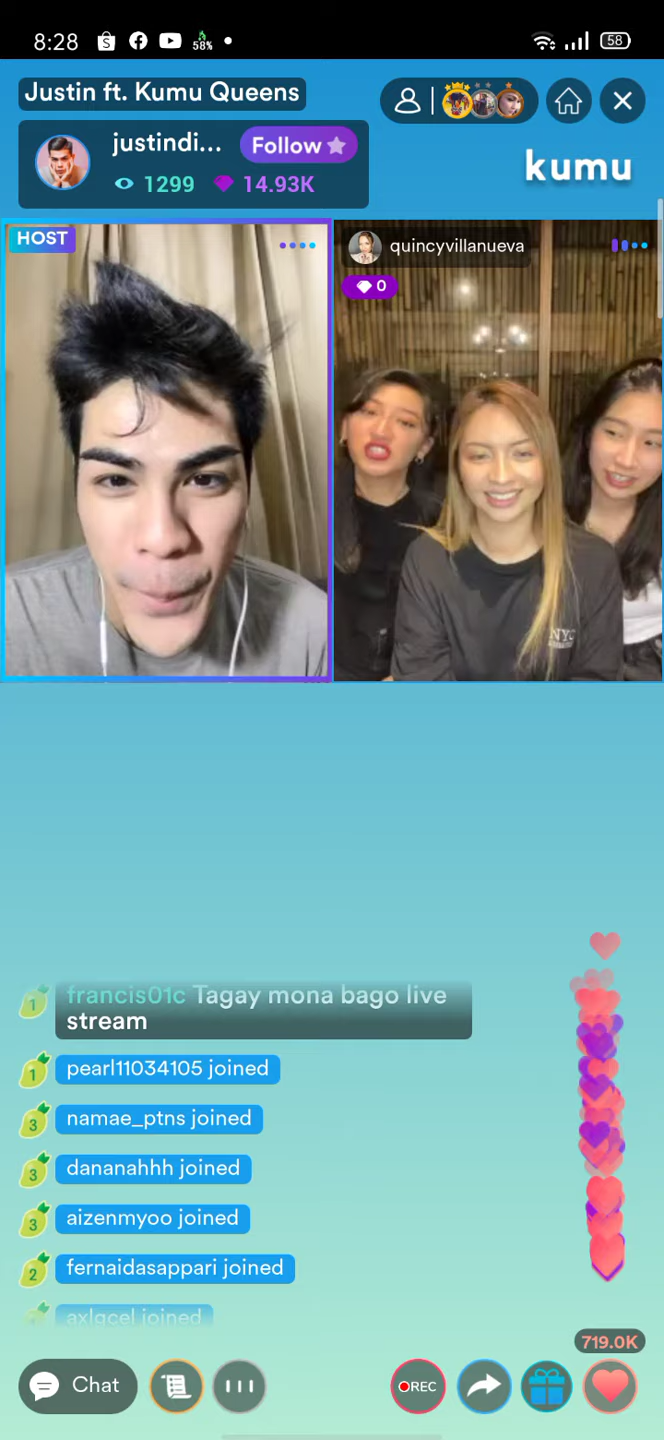 8:28
58%
58
Justin ft. Kumu Queens
justindi...
Follow
1299
14.93K
kumu
HOST
quincyvillanueva
0
NYC
1
francis01c Tagay mona bago live
stream
1
pearl11034105 joined
3
namae_ptns joined
3
dananahhh joined
3
aizenmyoo joined
2
fernaidasappari joined
axlgcel joined
719.0K
Chat
REC